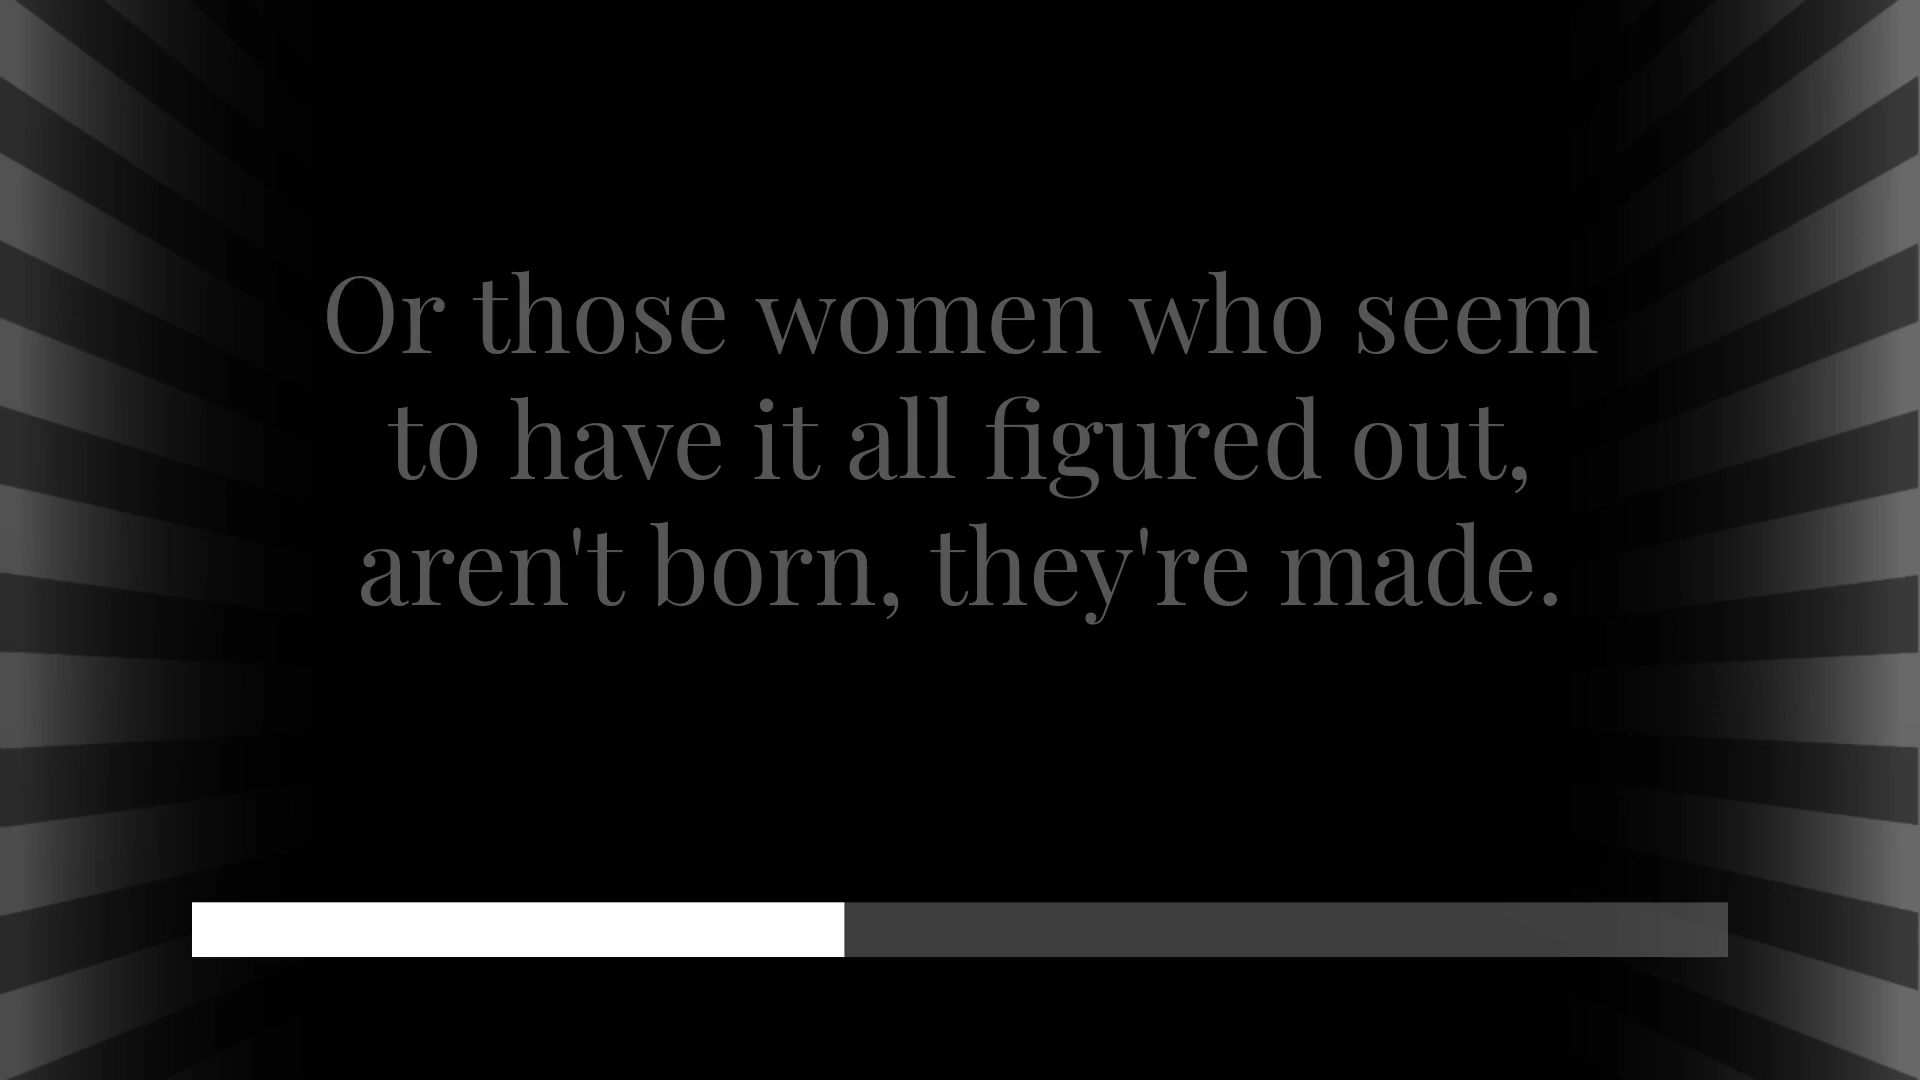 Or those women who seem
to have it all figured out,
aren't born, they're made.